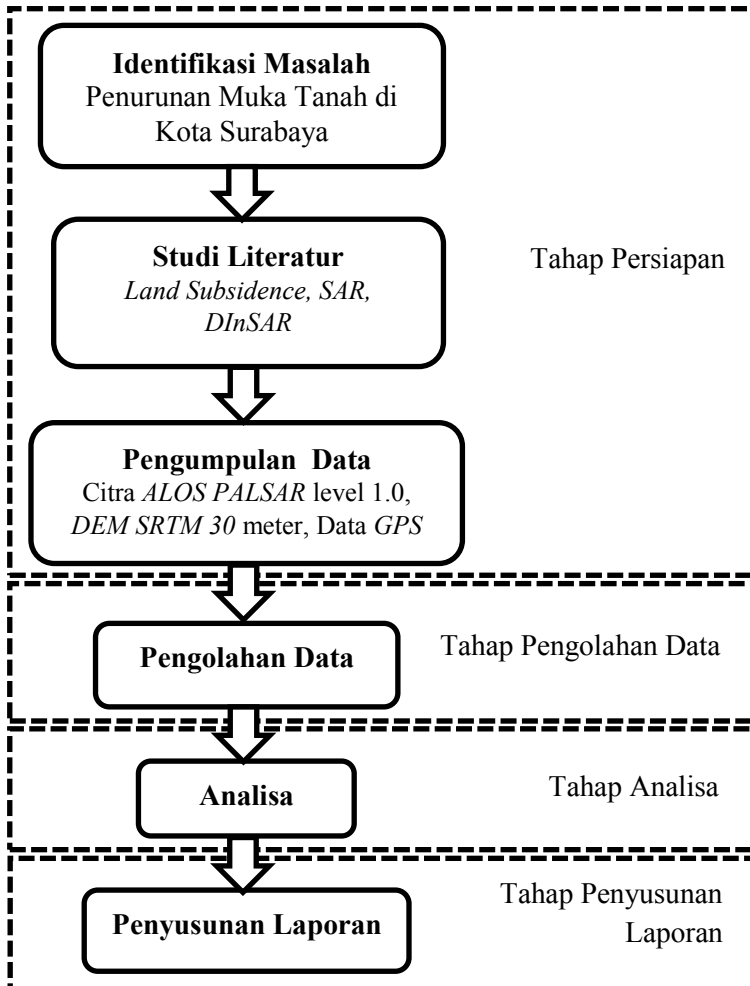 Identifikasi Masalah
Penurunan Muka Tanah di
Kota Surabaya
Studi Literatur
Land Subsidence, SAR,
DInSAR
Tahap Persiapan
Pengumpulan Data
Citra ALOS PALSAR level 1.0,
DEM SRTM 30 meter, Data GPS
Pengolahan Data
Tahap Pengolahan Data
Analisa
Tahap Analisa
Penyusunan Laporan
Tahap Penyusunan
Laporan